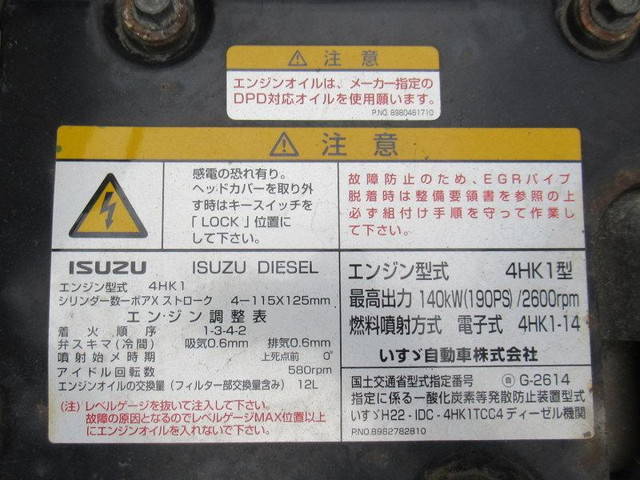 ⚠ 注意
エンジンオイルは、メーカー指定の
DPD対応オイルを使用願います。
P.NO. 8980461710
⚠ 注意
感電の恐れ有り。
ヘッドカバーを取り外
す時はキースイッチを
「LOCK」位置に
して下さい。
故障防止のため、EGRパイプ
脱着時は整備要領書を参照の上
必ず組付け手順を守って作業し
て下さい。
ISUZU ISUZU DIESEL
エンジン型式 4HK1
シリンダー数ーボアXストローク 4-115X125mm
エンジン調整表
着火順序 1-3-4-2
弁スキマ(冷間) 吸気0.6mm 排気0.6mm
噴射始メ時期 上死点前 0°
アイドル回転数 580rpm
エンジンオイルの交換量(フィルター部交換量含み) 12L
(注)レベルゲージを抜いて注入して下さい。
故障の原因となるのでレベルゲージMAX位置以上
にエンジンオイルを入れないで下さい。
エンジン型式 4HK1型
最高出力 140kW(190PS)/2600rpm
燃料噴射方式 電子式 4HK1-14
いすゞ自動車株式会社
国土交通省型式指定番号 G-2614
指定に係る一酸化炭素等発散防止装置型式
いすゞH22-IDC-4HK1TCC4ディーゼル機関
P.NO.8982782810